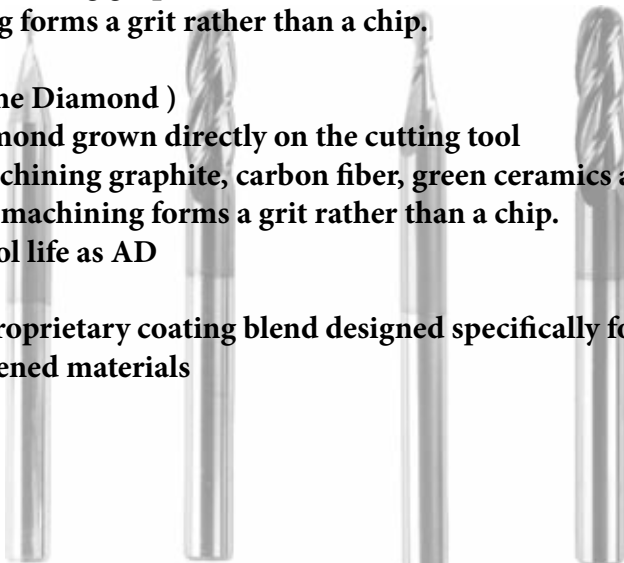 g forms a grit rather than a chip.
ne Diamond )
mond grown directly on the cutting tool
chining graphite, carbon fiber, green ceramics a
machining forms a grit rather than a chip.
ol life as AD
roprietary coating blend designed specifically fo
ened materials